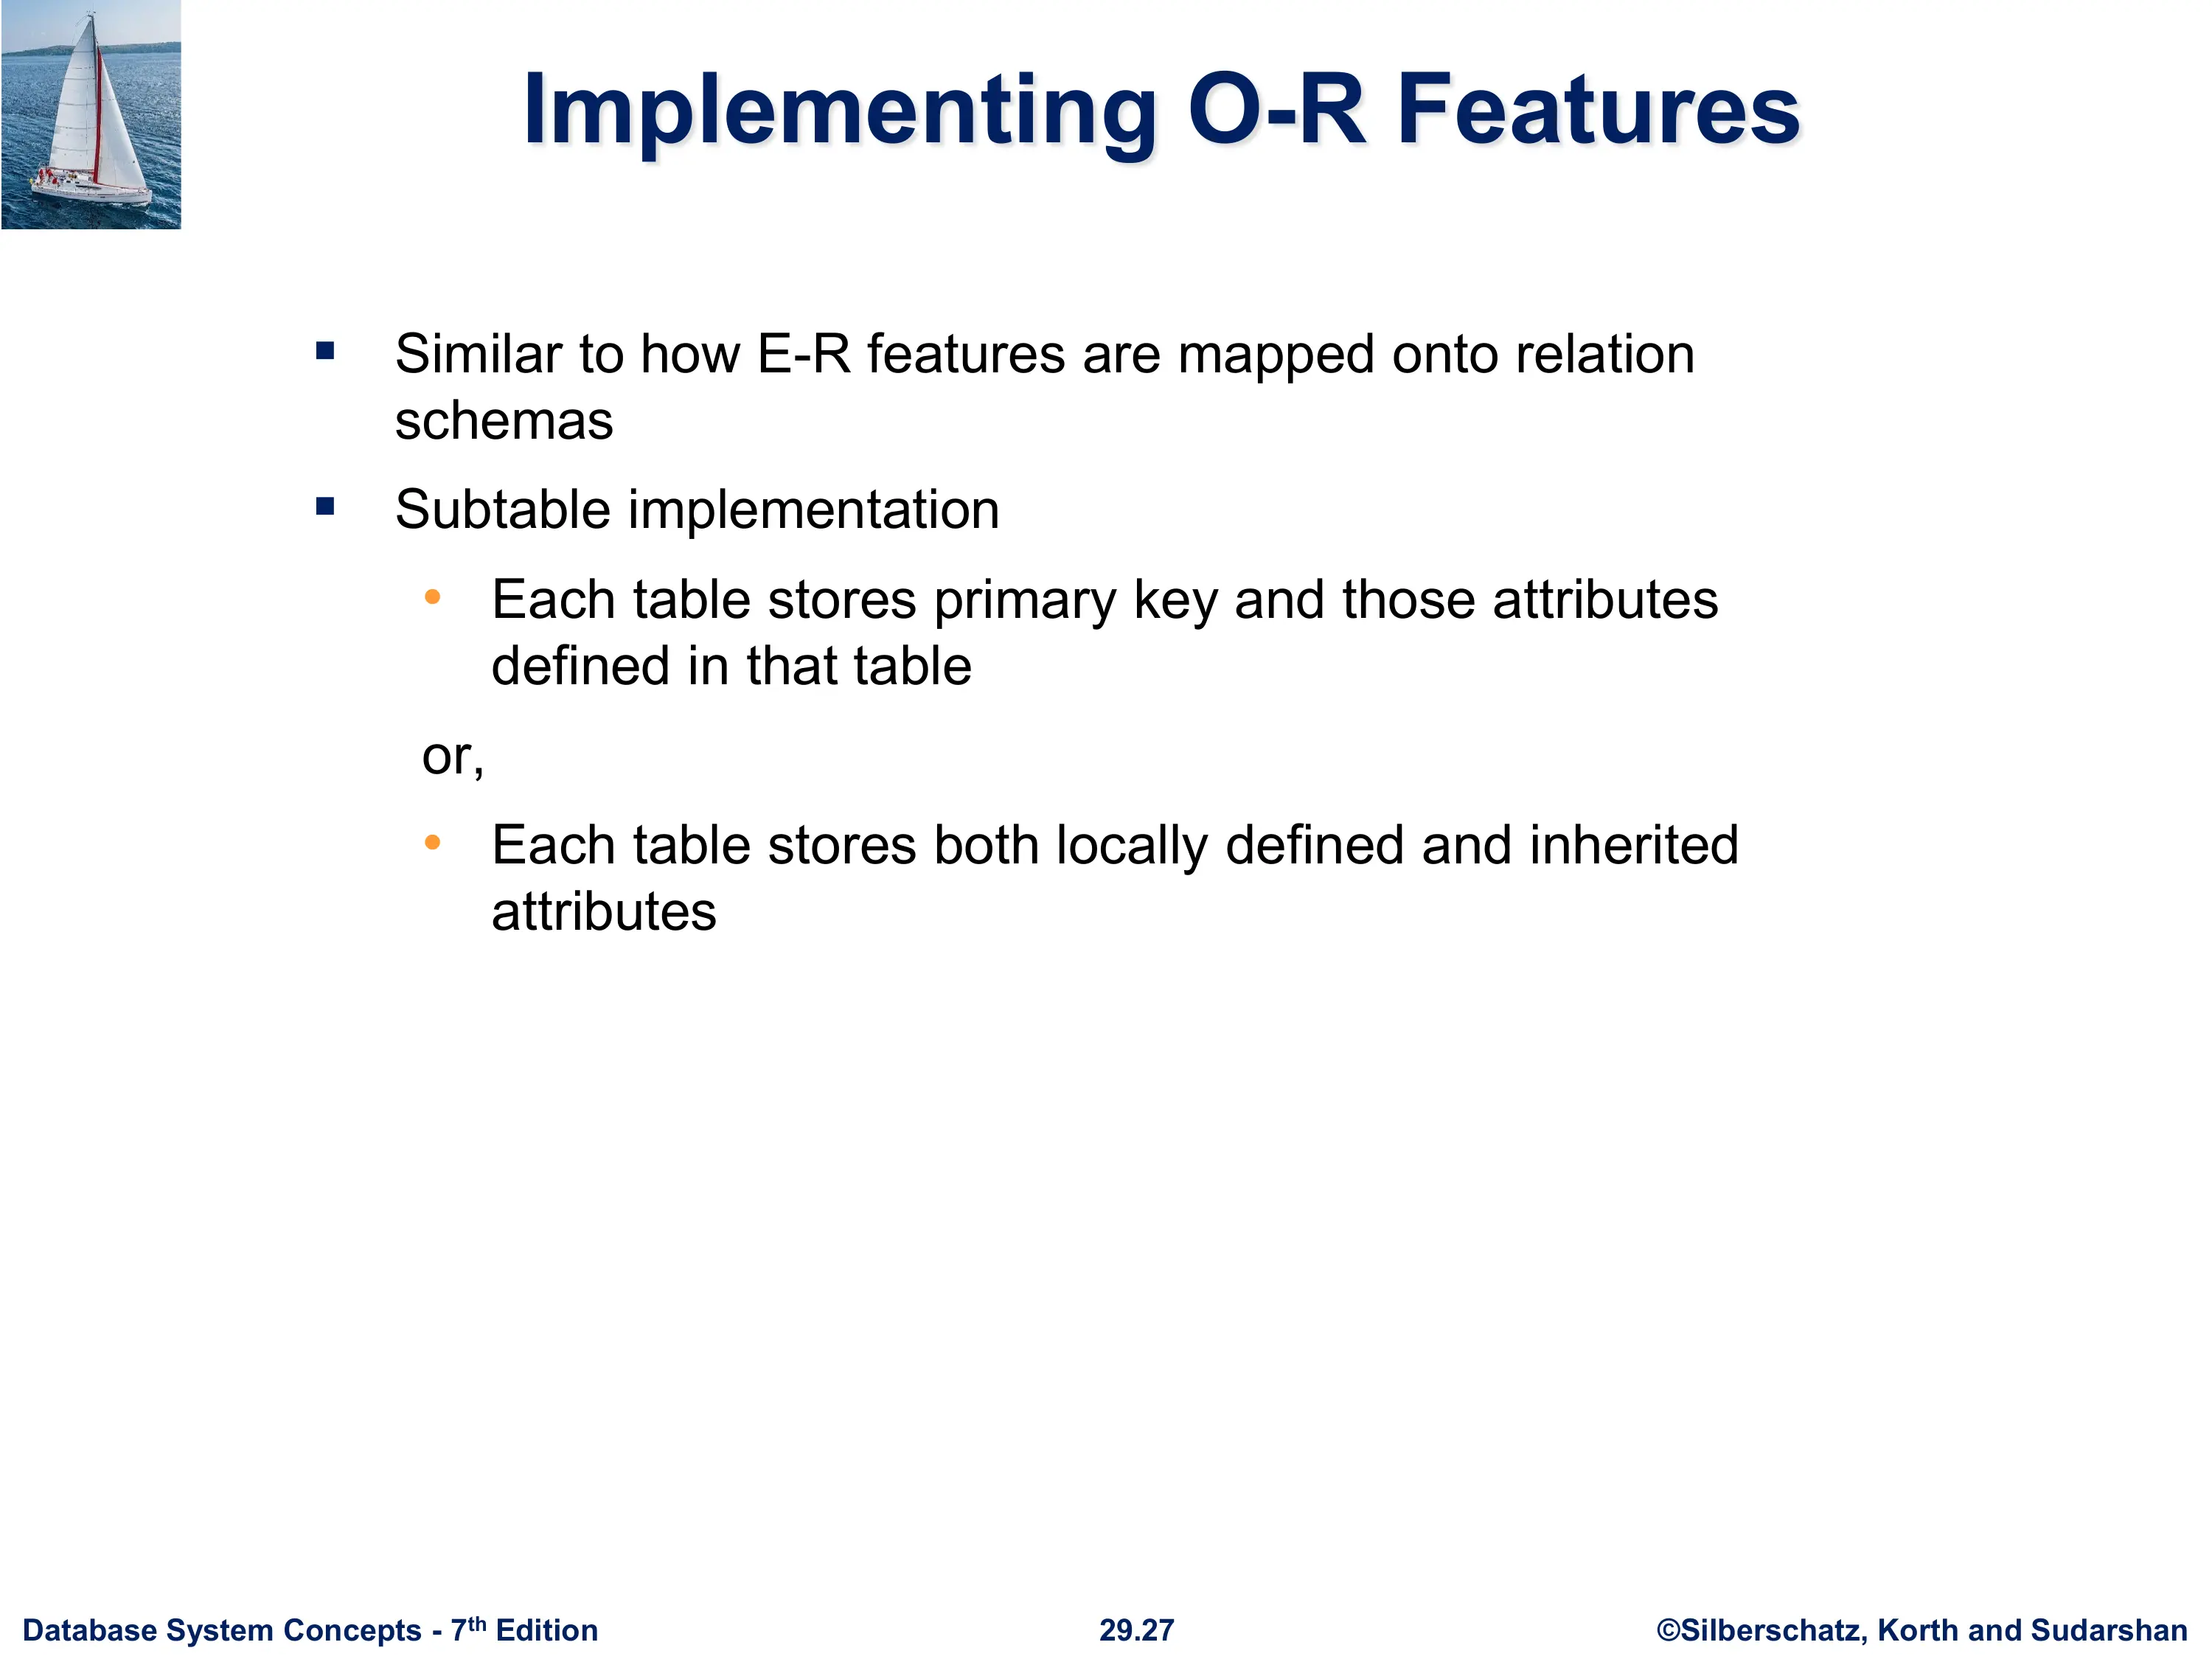 Implementing O-R Features
▪ Similar to how E-R features are mapped onto relation
schemas
▪ Subtable implementation
• Each table stores primary key and those attributes
defined in that table
or,
• Each table stores both locally defined and inherited
attributes
Database System Concepts - 7th Edition 29.27 ©Silberschatz, Korth and Sudarshan